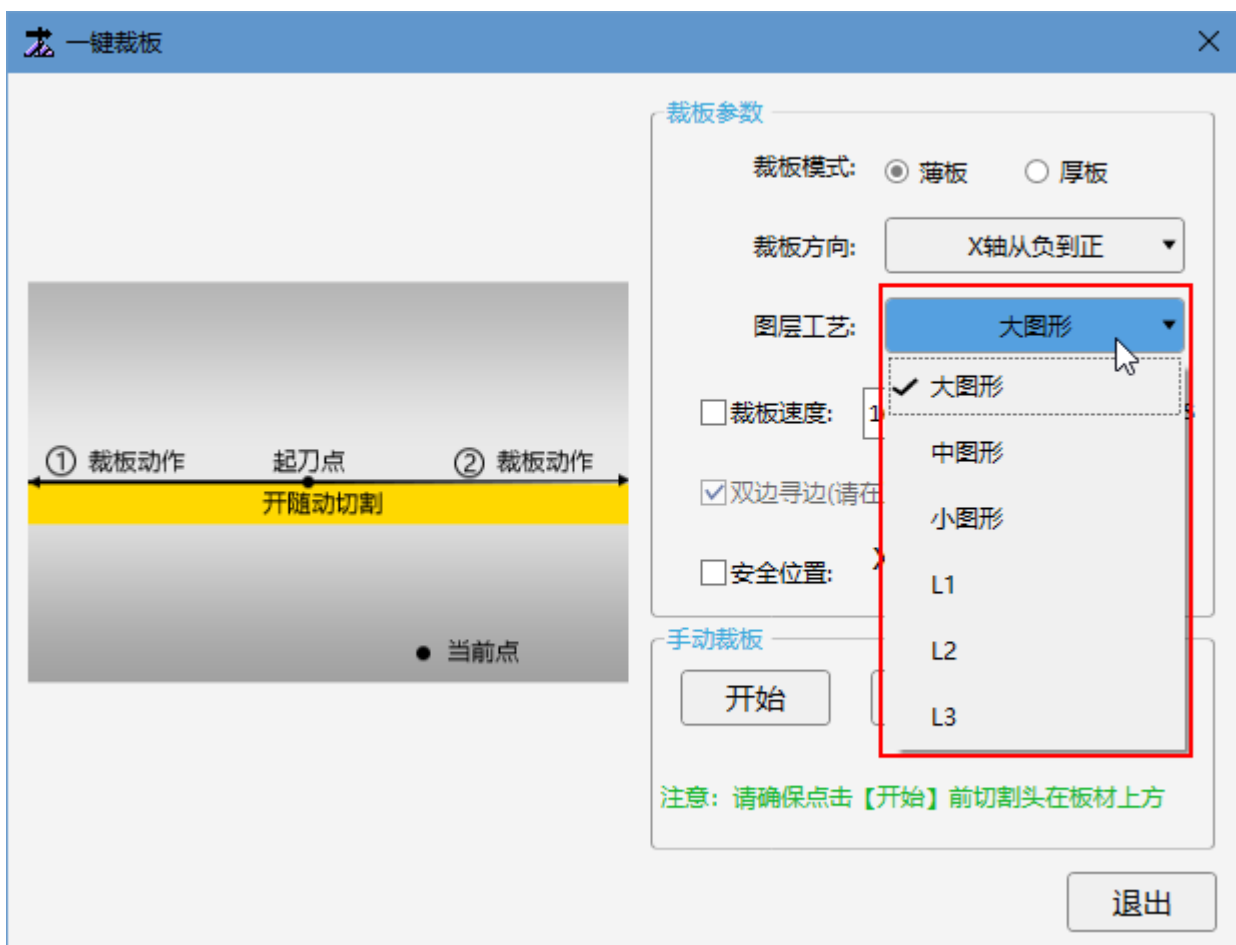 一键裁板
裁板参数
裁板模式: 薄板 厚板
裁板方向: X轴从负到正
图层工艺: 大图形
大图形
裁板速度: 1
中图形
双边寻边(请在
小图形
安全位置:
L1
L2
L3
① 裁板动作 起刀点 ② 裁板动作
开随动切割
当前点
手动裁板
开始
注意: 请确保点击【开始】前切割头在板材上方
退出